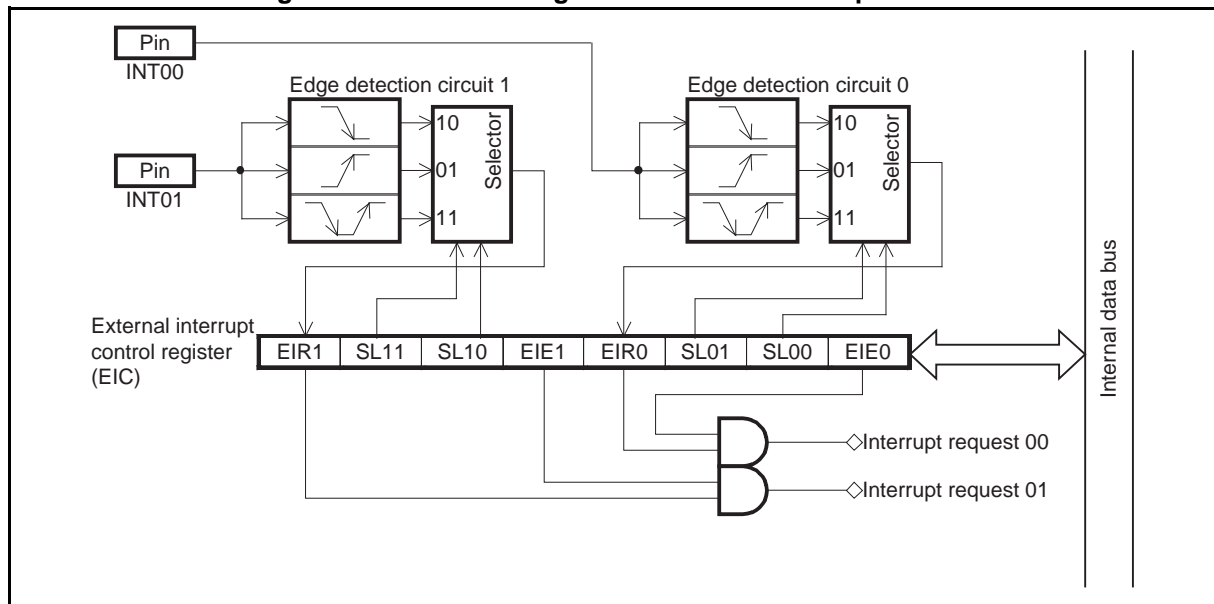 Pin
INT00
Edge detection circuit 1
Edge detection circuit 0
10
Selector
10
Selector
Pin
INT01
01
01
11
11
Internal data bus
External interrupt
control register
(EIC)
EIR1 SL11 SL10 EIE1 EIR0 SL01 SL00 EIE0
Interrupt request 00
Interrupt request 01